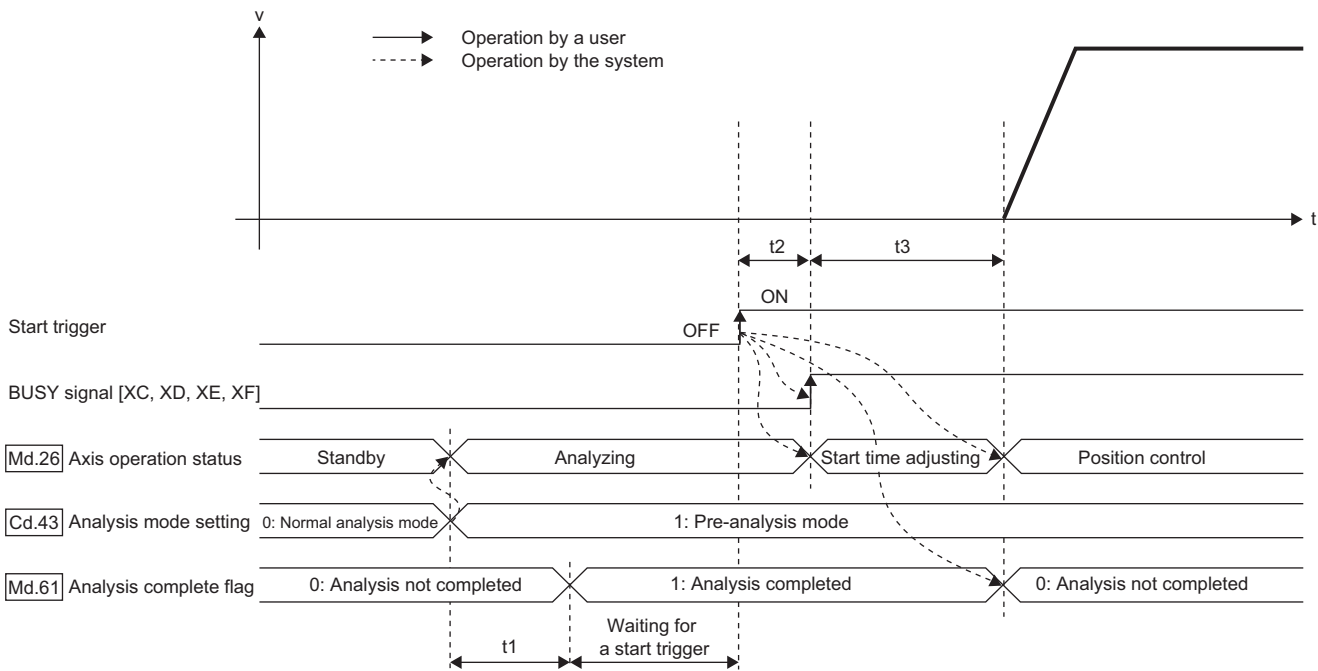 v
Operation by a user
Operation by the system
t
t2
t3
ON
Start trigger
OFF
BUSY signal [XC, XD, XE, XF]
Md.26 Axis operation status
Standby
Analyzing
Start time adjusting
Position control
Cd.43 Analysis mode setting
0: Normal analysis mode
1: Pre-analysis mode
Md.61 Analysis complete flag
0: Analysis not completed
1: Analysis completed
0: Analysis not completed
t1
Waiting for
a start trigger